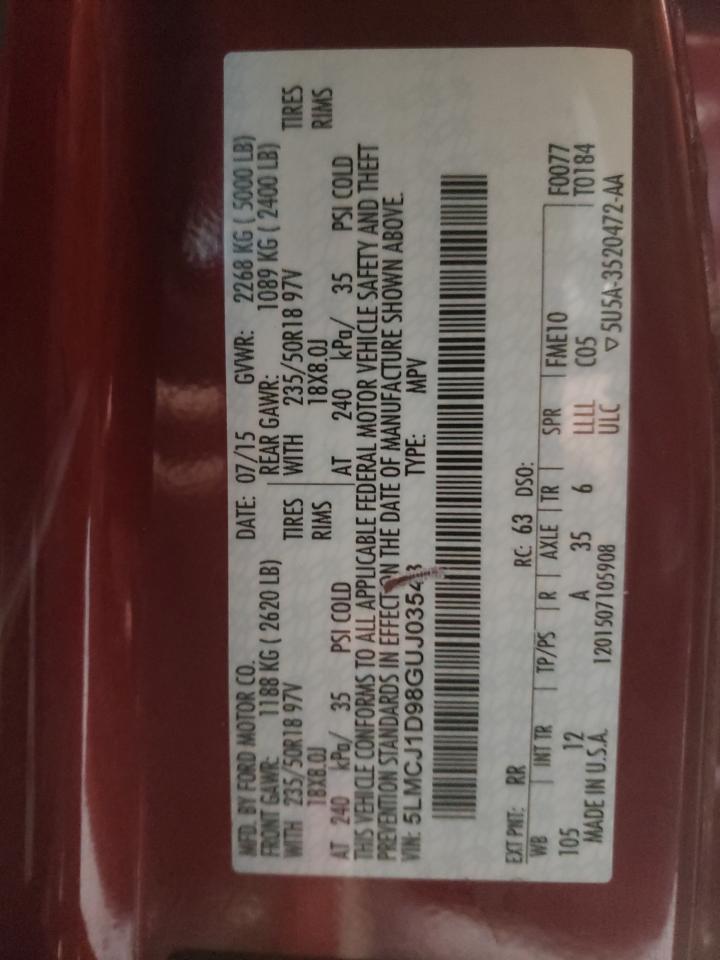 MFD. BY FORD MOTOR CO. DATE: 07/15 GVWR: 2268 KG ( 5000 LB)
FRONT GAWR: 1188 KG ( 2620 LB) REAR GAWR: 1089 KG ( 2400 LB)
WITH 235/50R18 97V TIRES WITH 235/50R18 97V TIRES
18X8.0J RIMS 18X8.0J RIMS
AT 240 kPa/ 35 PSI COLD AT 240 kPa/ 35 PSI COLD
THIS VEHICLE CONFORMS TO ALL APPLICABLE FEDERAL MOTOR VEHICLE SAFETY AND THEFT
PREVENTION STANDARDS IN EFFECT ON THE DATE OF MANUFACTURE SHOWN ABOVE.
VIN: 5LMCJ1D98GUJ03543 TYPE: MPV
EXT PNT: RR RC: 63 DSO:
WB INT TR TP/PS R AXLE TR SPR FME10 F0077
105 12 A 35 6 LLLL C05 T0184
MADE IN U.S.A. 1201507105908 ULC ▽5U5A-3520472-AA